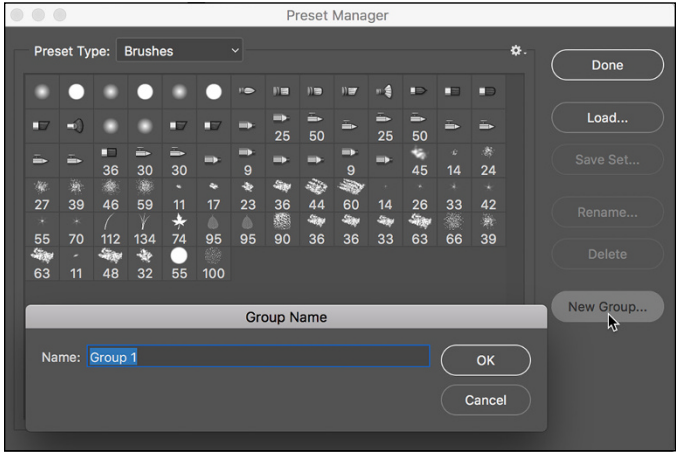 Preset Manager
Preset Type: Brushes
Done
25 50 25 50
Load...
36 30 30 9 9 45 14 24
Save Set...
27 39 46 59 11 17 23 36 44 60 14 26 33 42
Rename...
55 70 112 134 74 95 95 90 36 36 33 63 66 39
Delete
63 11 48 32 55 100
New Group...
Group Name
Name: Group 1
OK
Cancel